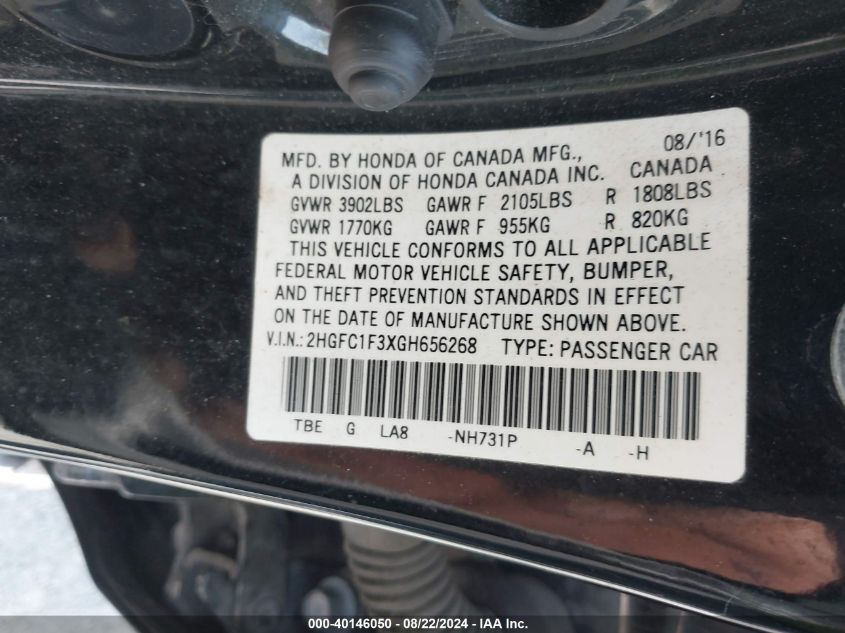 08/'16
MFD. BY HONDA OF CANADA MFG.,
A DIVISION OF HONDA CANADA INC. CANADA
GVWR 3902LBS GAWR F 2105LBS R 1808LBS
GVWR 1770KG GAWR F 955KG R 820KG
THIS VEHICLE CONFORMS TO ALL APPLICABLE
FEDERAL MOTOR VEHICLE SAFETY, BUMPER,
AND THEFT PREVENTION STANDARDS IN EFFECT
ON THE DATE OF MANUFACTURE SHOWN ABOVE.
V.I.N.: 2HGFC1F3XGH656268 TYPE: PASSENGER CAR
TBE G LA8 -NH731P -A -H
000-40146050 - 08/22/2024 - IAA Inc.